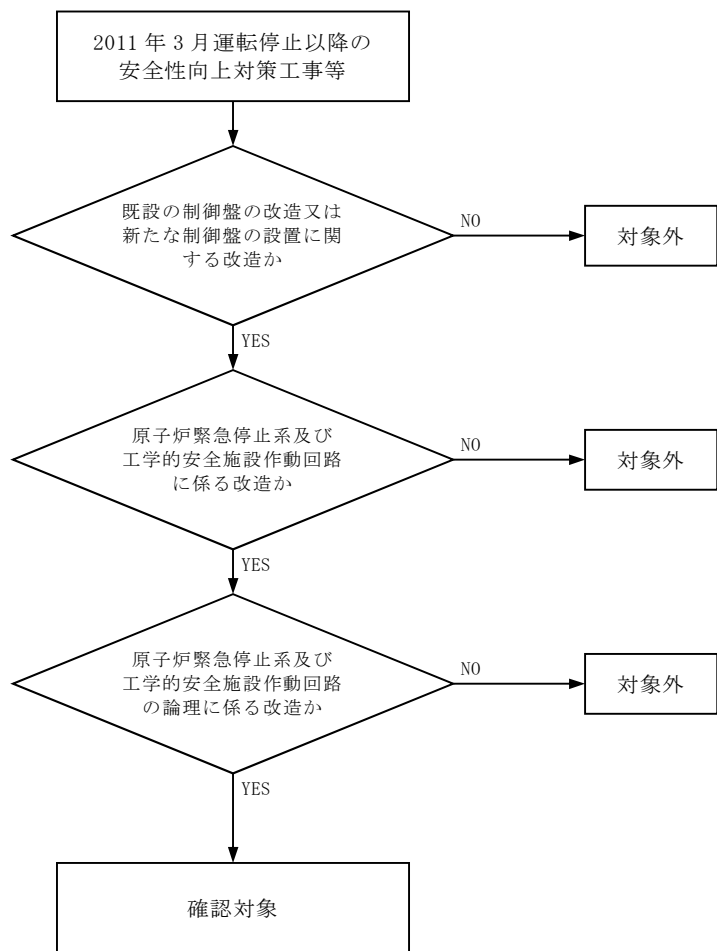 2011 年 3 月運転停止以降の
安全性向上対策工事等
既設の制御盤の改造又は
新たな制御盤の設置に関
する改造か
NO
対象外
YES
原子炉緊急停止系及び
工学的安全施設作動回路
に係る改造か
NO
対象外
YES
原子炉緊急停止系及び
工学的安全施設作動回路
の論理に係る改造か
NO
対象外
YES
確認対象